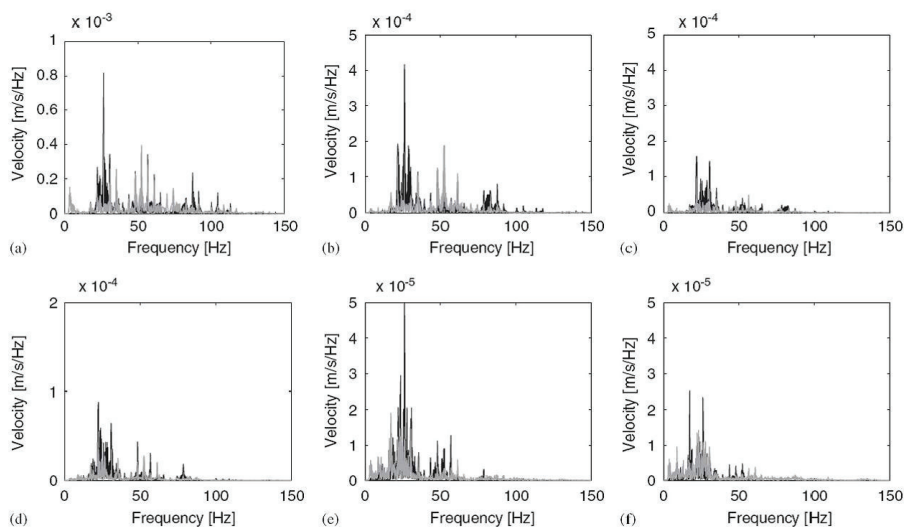 x 10-3
1
0.8
0.6
0.4
0.2
0
0 50 100 150
Velocity [m/s/Hz]
Frequency [Hz]
(a)
x 10-4
5
4
3
2
1
0
0 50 100 150
Velocity [m/s/Hz]
Frequency [Hz]
(b)
x 10-4
5
4
3
2
1
0
0 50 100 150
Velocity [m/s/Hz]
Frequency [Hz]
(c)
x 10-4
2
1
0
0 50 100 150
Velocity [m/s/Hz]
Frequency [Hz]
(d)
x 10-5
5
4
3
2
1
0
0 50 100 150
Velocity [m/s/Hz]
Frequency [Hz]
(e)
x 10-5
5
4
3
2
1
0
0 50 100 150
Velocity [m/s/Hz]
Frequency [Hz]
(f)